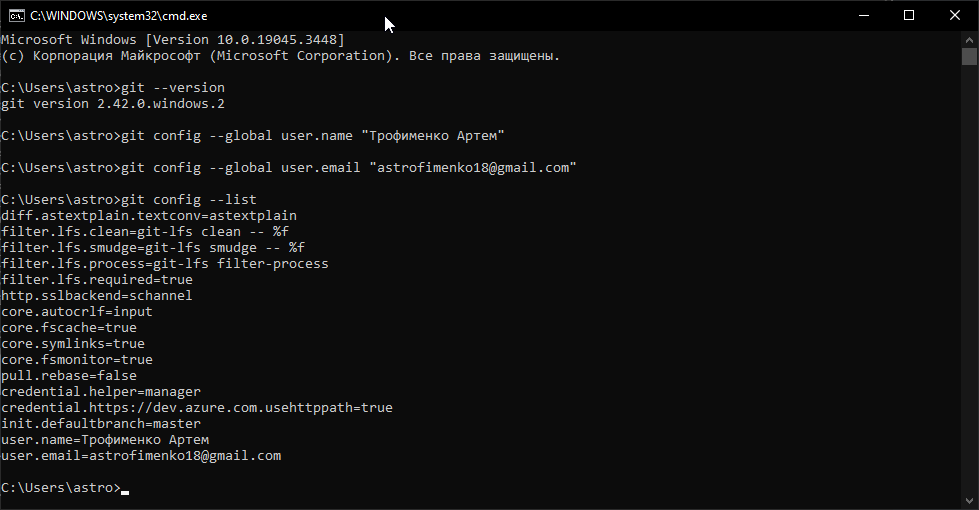 C:\WINDOWS\system32\cmd.exe
Microsoft Windows [Version 10.0.19045.3448]
(c) Корпорация Майкрософт (Microsoft Corporation). Все права защищены.
C:\Users\astro>git --version
git version 2.42.0.windows.2
C:\Users\astro>git config --global user.name "Трофименко Артем"
C:\Users\astro>git config --global user.email "astrofimenko18@gmail.com"
C:\Users\astro>git config --list
diff.astextplain.textconv=astextplain
filter.lfs.clean=git-lfs clean -- %f
filter.lfs.smudge=git-lfs smudge -- %f
filter.lfs.process=git-lfs filter-process
filter.lfs.required=true
http.sslbackend=schannel
core.autocrlf=input
core.fscache=true
core.symlinks=true
core.fsmonitor=true
pull.rebase=false
credential.helper=manager
credential.https://dev.azure.com.usehttppath=true
init.defaultbranch=master
user.name=Трофименко Артем
user.email=astrofimenko18@gmail.com
C:\Users\astro>